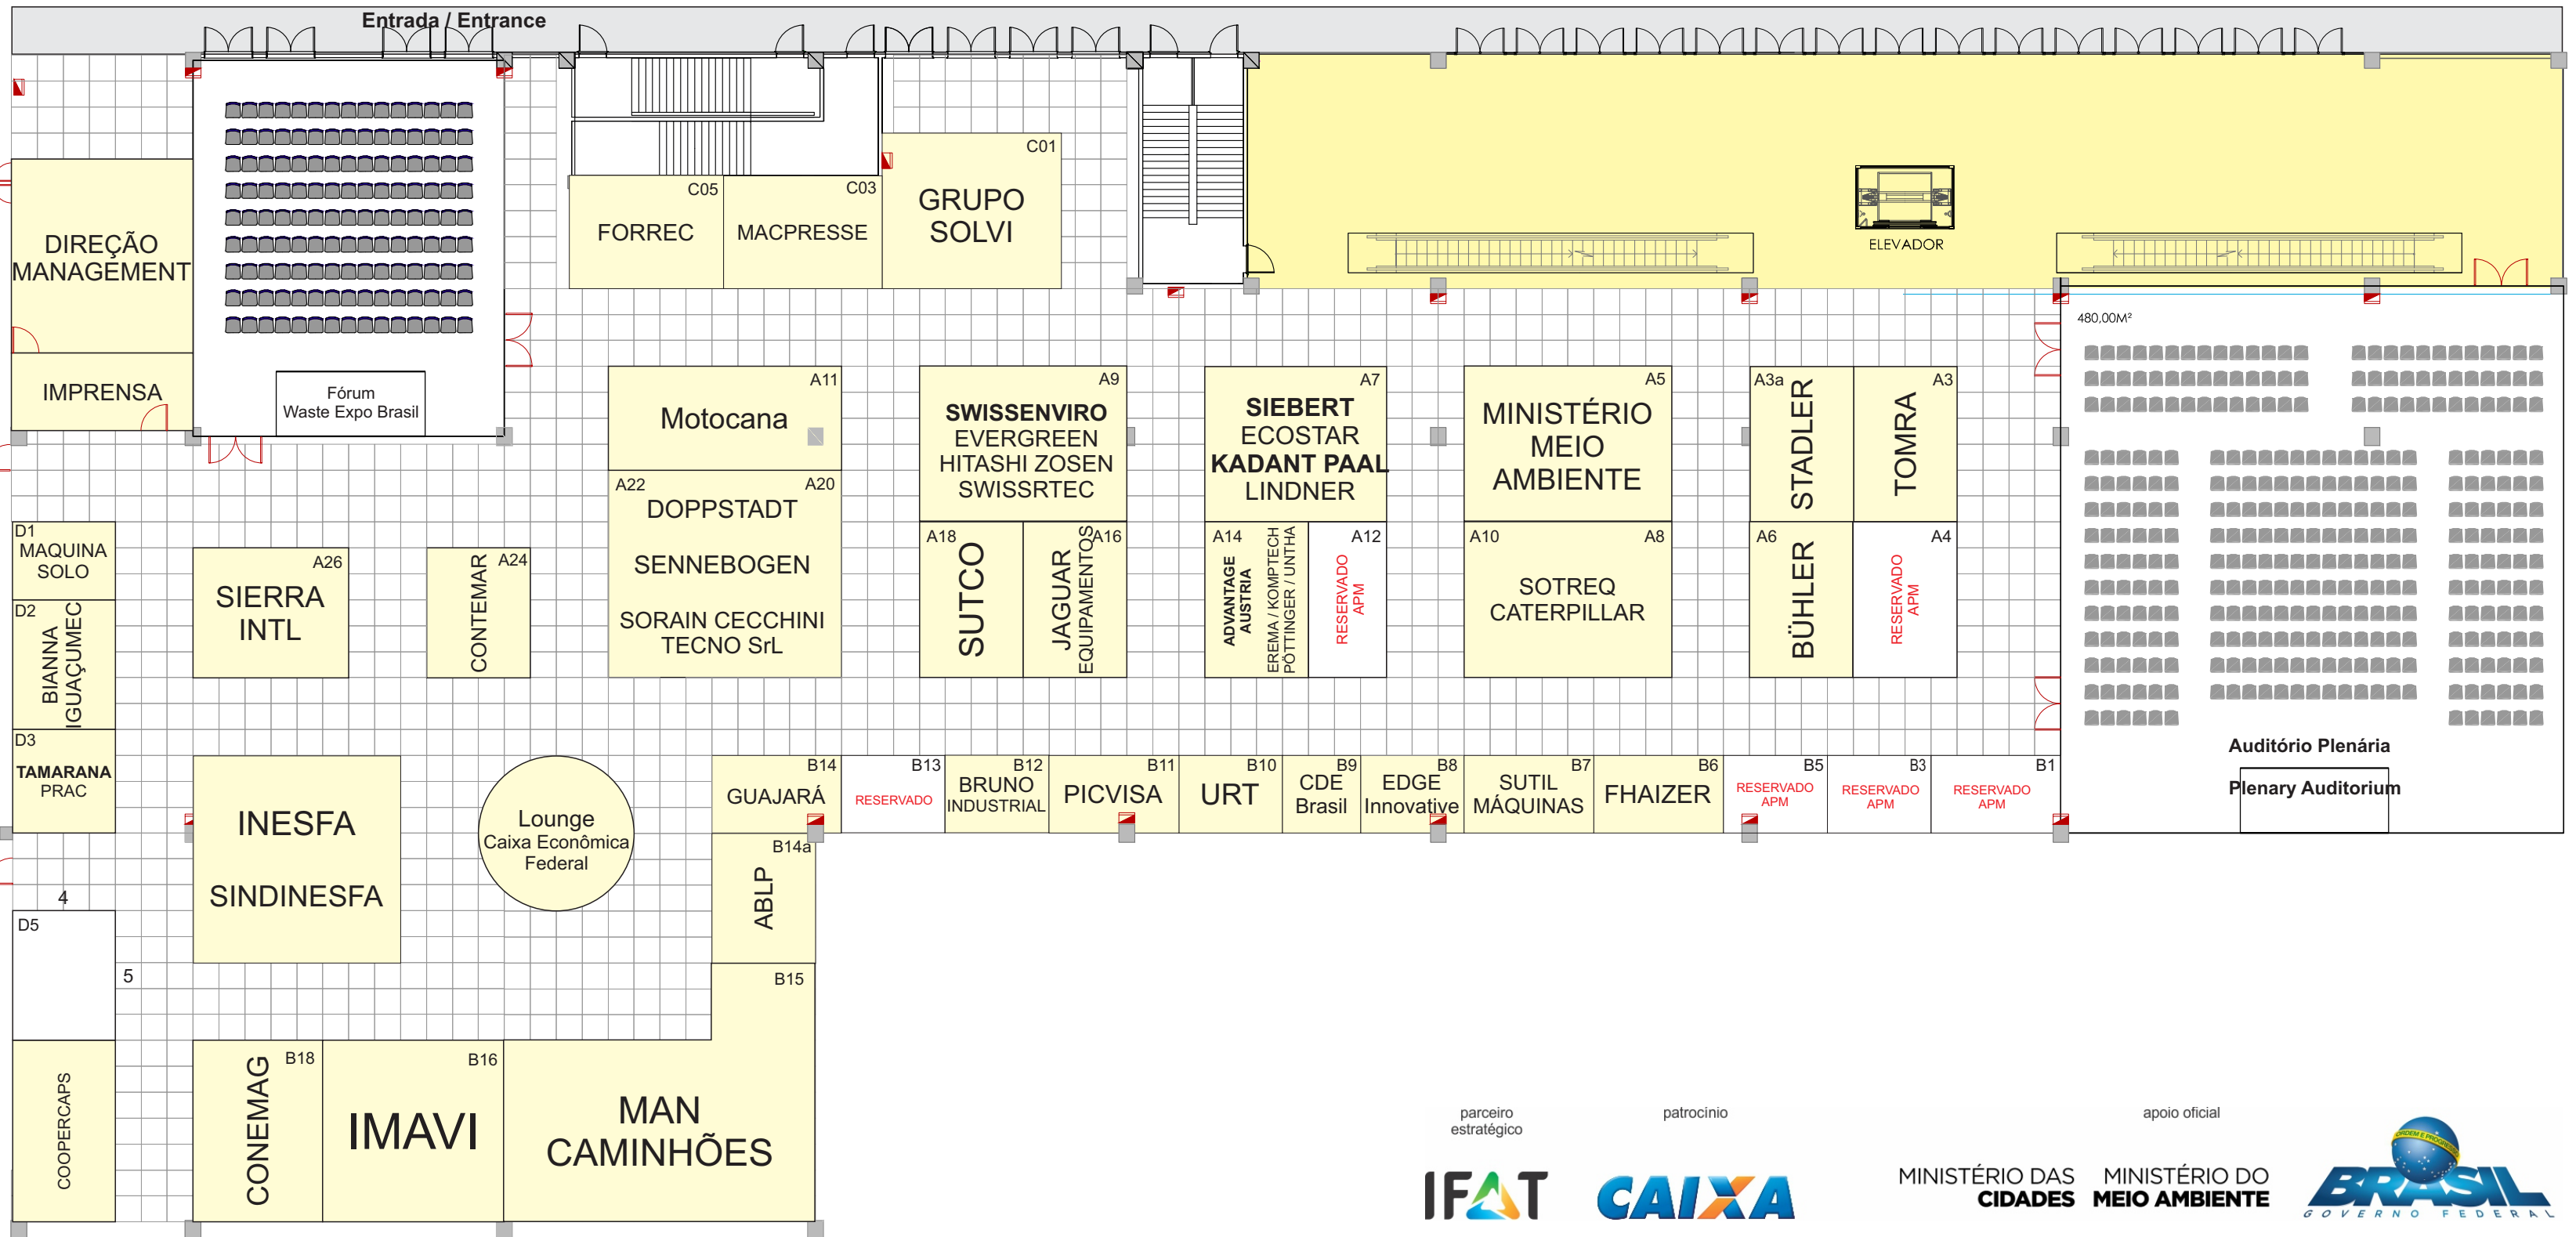 Entrada / Entrance
C01
GRUPO
SOLVI
C05
FORREC
C03
MACPRESSE
DIREÇÃO
MANAGEMENT
IMPRENSA
Fórum
Waste Expo Brasil
ELEVADOR
480,00M²
A11
Motocana
A9
SWISSENVIRO
EVERGREEN
HITASHI ZOSEN
SWISSRTEC
A7
SIEBERT
ECOSTAR
KADANT PAAL
LINDNER
A5
MINISTÉRIO
MEIO
AMBIENTE
A3a
STADLER
A3
TOMRA
A22
A20
DOPPSTADT
SENNEBOGEN
SORAIN CECCHINI
TECNO SrL
A18
SUTCO
A16
JAGUAR
EQUIPAMENTOS
A14
ADVANTAGE
AUSTRIA
EREMA / KOMPTECH
PÖTTINGER / UNTHA
A12
RESERVADO
APM
A10
A8
SOTREQ
CATERPILLAR
A6
BÜHLER
A4
RESERVADO
APM
D1
MAQUINA
SOLO
D2
BIANNA
IGUAÇUMEC
D3
TAMARANA
PRAC
A26
SIERRA
INTL
A24
CONTEMAR
INESFA
SINDINESFA
Lounge
Caixa Econômica
Federal
B14
GUAJARÁ
B13
RESERVADO
B12
BRUNO
INDUSTRIAL
B11
PICVISA
B10
URT
B9
CDE
Brasil
B8
EDGE
Innovative
B7
SUTIL
MÁQUINAS
B6
FHAIZER
B5
RESERVADO
APM
B3
RESERVADO
APM
B1
RESERVADO
APM
Auditório Plenária
Plenary Auditorium
B14a
ABLP
4
D5
5
B15
MAN
CAMINHÕES
COOPERCAPS
B18
CONEMAG
B16
IMAVI
parceiro
estratégico
IFAT
patrocínio
CAIXA
apoio oficial
MINISTÉRIO DAS
CIDADES
MINISTÉRIO DO
MEIO AMBIENTE
ORDEM E PROGRESSO
BRASIL
GOVERNO FEDERAL